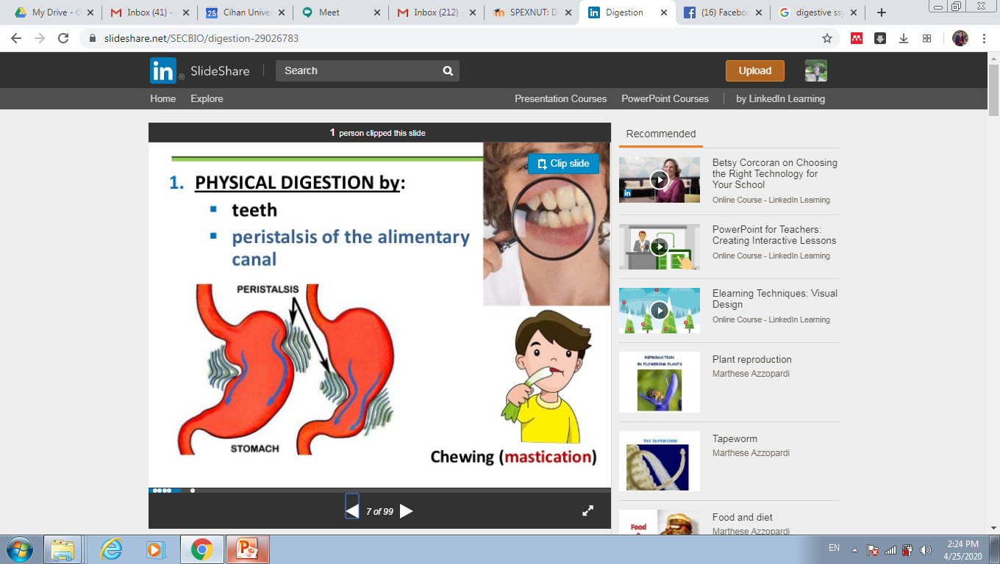 My Drive - G
Inbox (41) -
Cihan Univer
Meet
Inbox (212)
SPEXNUT: D
Digestion
(16) Facebo
digestive ssy
slideshare.net/SECBIO/digestion-29026783
in SlideShare
Search
Upload
Home Explore
PowerPoint Courses
Presentation Courses
by LinkedIn Learning
1 person clipped this slide
Clip slide
1. PHYSICAL DIGESTION by:
teeth
peristalsis of the alimentary
canal
PERISTALSIS
STOMACH
Chewing (mastication)
7 of 99
Recommended
Betsy Corcoran on Choosing
the Right Technology for
Your School
Online Course - LinkedIn Learning
PowerPoint for Teachers:
Creating Interactive Lessons
Online Course - LinkedIn Learning
Elearning Techniques: Visual
Design
Online Course - LinkedIn Learning
REPRODUCTION
IN FLOWERING PLANTS
Plant reproduction
Marthese Azzopardi
THE TAPEWORM
Tapeworm
Marthese Azzopardi
Food
Food and diet
Marthese Azzopardi
EN
2:24 PM
4/25/2020